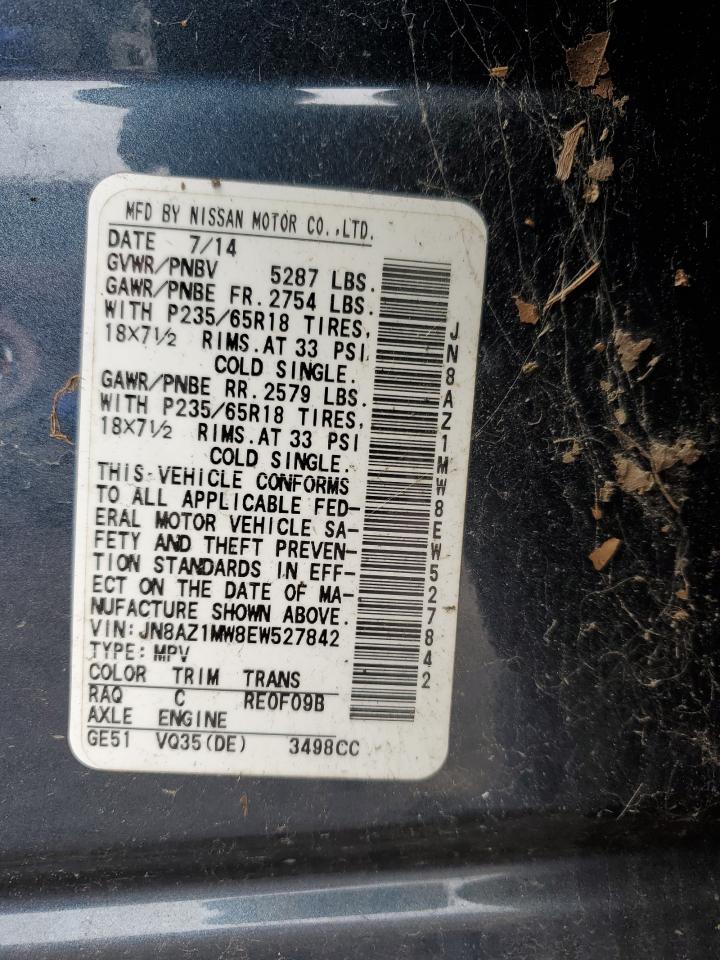 MFD BY NISSAN MOTOR CO.,LTD.
DATE 7/14
GVWR/PNBV 5287 LBS.
GAWR/PNBE FR. 2754 LBS.
WITH P235/65R18 TIRES,
18X7½ RIMS.AT 33 PSI
COLD SINGLE.
GAWR/PNBE RR. 2579 LBS.
WITH P235/65R18 TIRES,
18X7½ RIMS.AT 33 PSI
COLD SINGLE.
THIS VEHICLE CONFORMS
TO ALL APPLICABLE FED-
ERAL MOTOR VEHICLE SA-
FETY AND THEFT PREVEN-
TION STANDARDS IN EFF-
ECT ON THE DATE OF MA-
NUFACTURE SHOWN ABOVE.
VIN:JN8AZ1MW8EW527842
TYPE: MPV
COLOR TRIM TRANS
RAQ C RE0F09B
AXLE ENGINE
GE51 VQ35(DE) 3498CC
JN8AZ1MW8EW527842